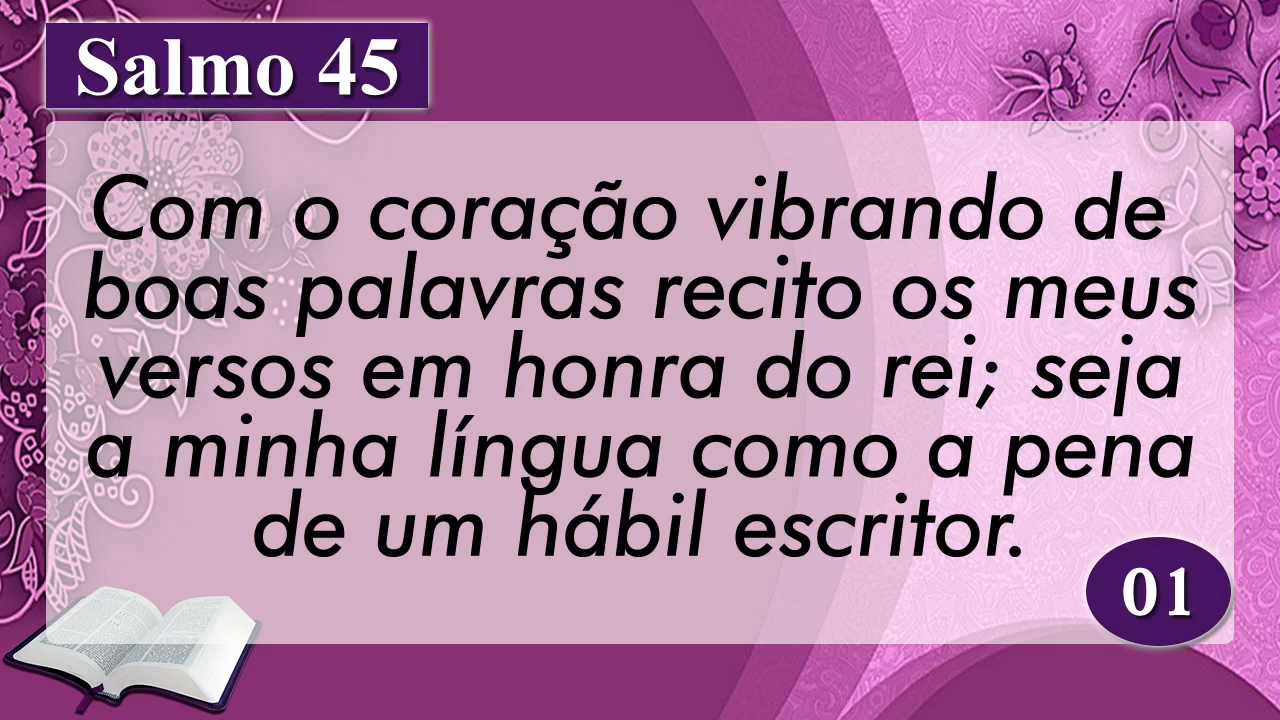 Salmo 45
Com o coração vibrando de
boas palavras recito os meus
versos em honra do rei; seja
a minha língua como a pena
de um hábil escritor.
01